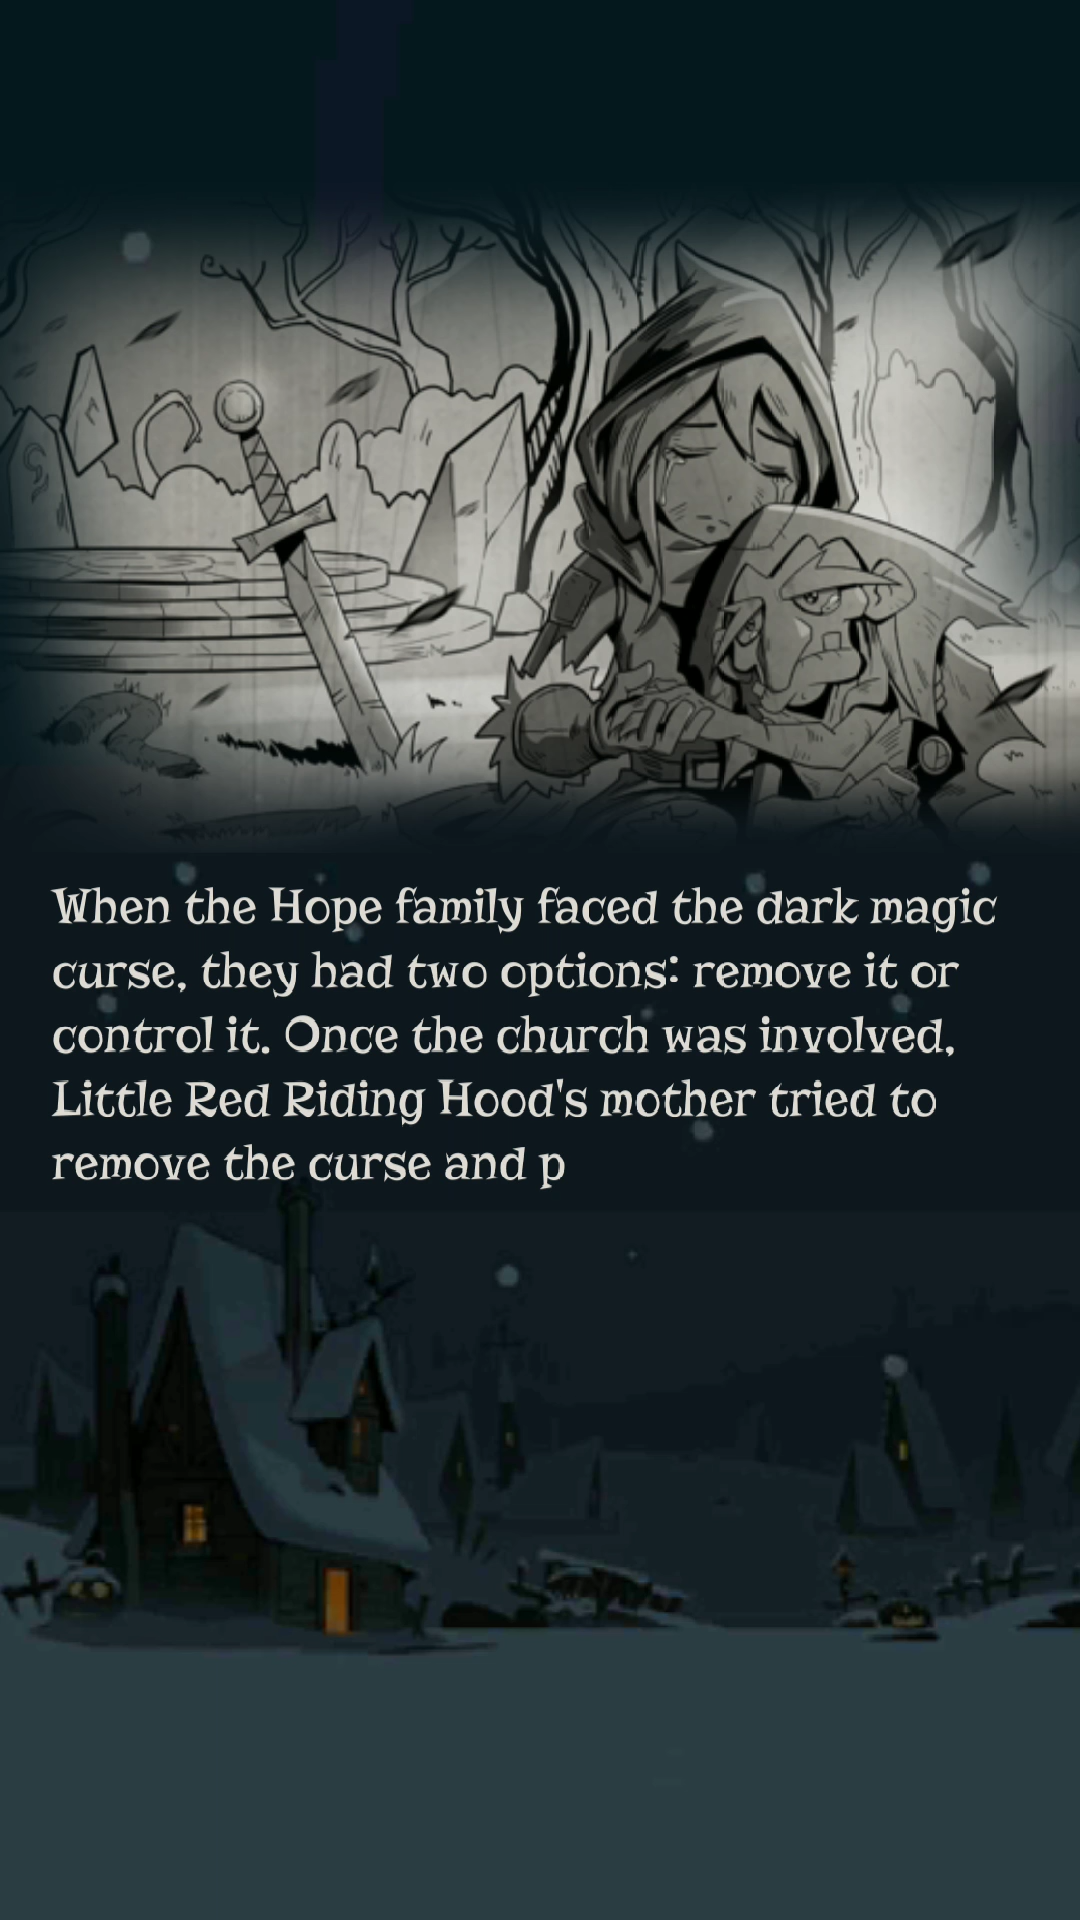 When the Hope family faced the dark magic
curse, they had two options: remove it or
control it. Once the church was involved,
Little Red Riding Hood's mother tried to
remove the curse and p